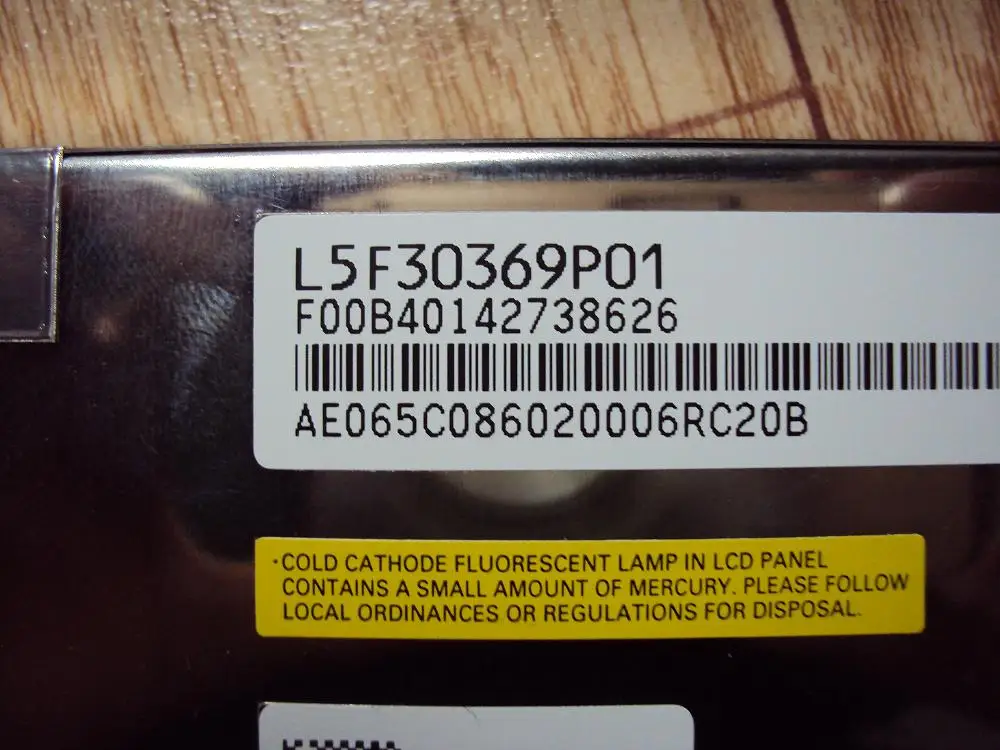 L5F30369P01
F00B40142738626
AE065C086020006RC20B
·COLD CATHODE FLUORESCENT LAMP IN LCD PANEL
CONTAINS A SMALL AMOUNT OF MERCURY. PLEASE FOLLOW
LOCAL ORDINANCES OR REGULATIONS FOR DISPOSAL.